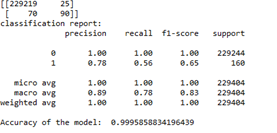 [[229219 25]
[ 70 90]]
classification report:
precision recall f1-score support
0 1.00 1.00 1.00 229244
1 0.78 0.56 0.65 160
micro avg 1.00 1.00 1.00 229404
macro avg 0.89 0.78 0.83 229404
weighted avg 1.00 1.00 1.00 229404
Accuracy of the model: 0.9995858834196439